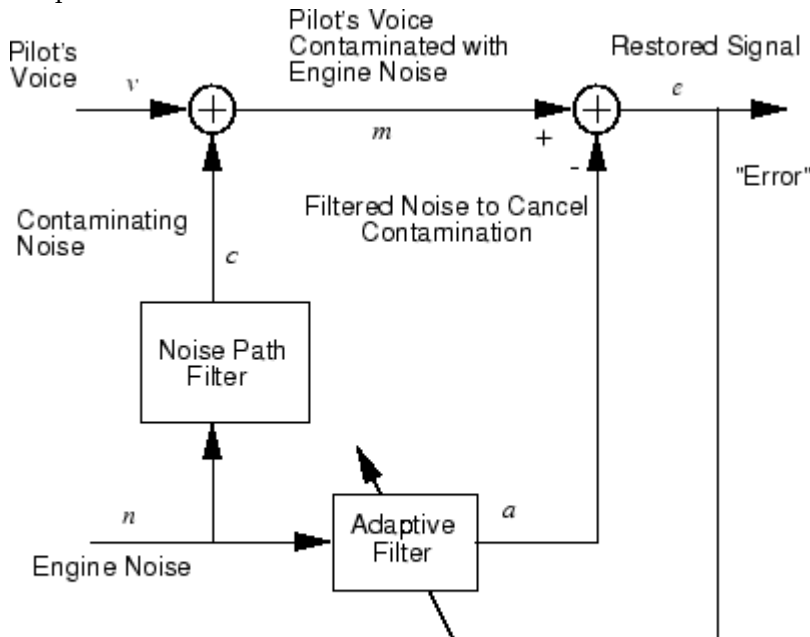 Pilot's
Voice
v
Pilot's Voice
Contaminated with
Engine Noise
m
Restored Signal
e
+
-
"Error"
Filtered Noise to Cancel
Contamination
Contaminating
Noise
c
Noise Path
Filter
n
Engine Noise
Adaptive
Filter
a